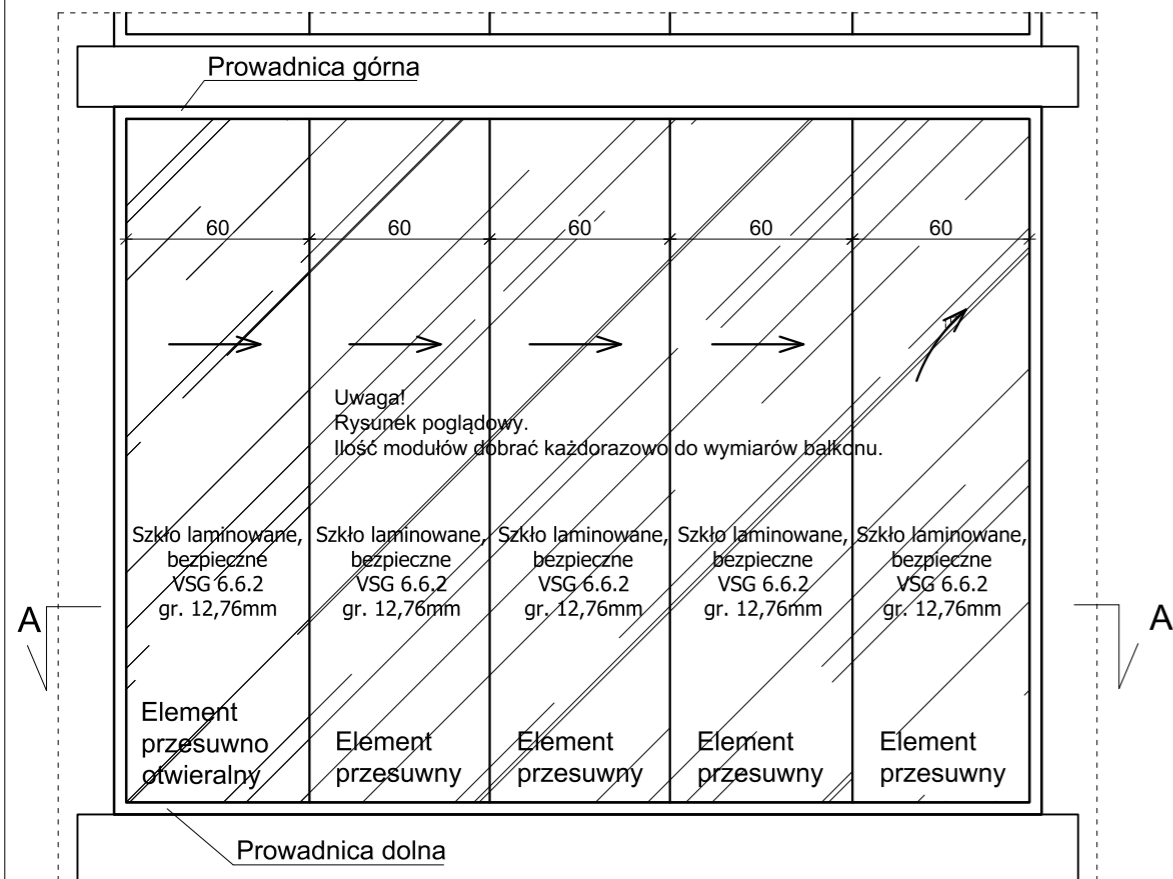 Prowadnica górna
60
60
60
60
60
Uwaga!
Rysunek poglądowy.
Ilość modułów dobrać każdorazowo do wymiarów balkonu.
Szkło laminowane,
bezpieczne
VSG 6.6.2
gr. 12,76mm
Szkło laminowane,
bezpieczne
VSG 6.6.2
gr. 12,76mm
Szkło laminowane,
bezpieczne
VSG 6.6.2
gr. 12,76mm
Szkło laminowane,
bezpieczne
VSG 6.6.2
gr. 12,76mm
Szkło laminowane,
bezpieczne
VSG 6.6.2
gr. 12,76mm
A
A
Element
przesuwno
otwieralny
Element
przesuwny
Element
przesuwny
Element
przesuwny
Element
przesuwny
Prowadnica dolna